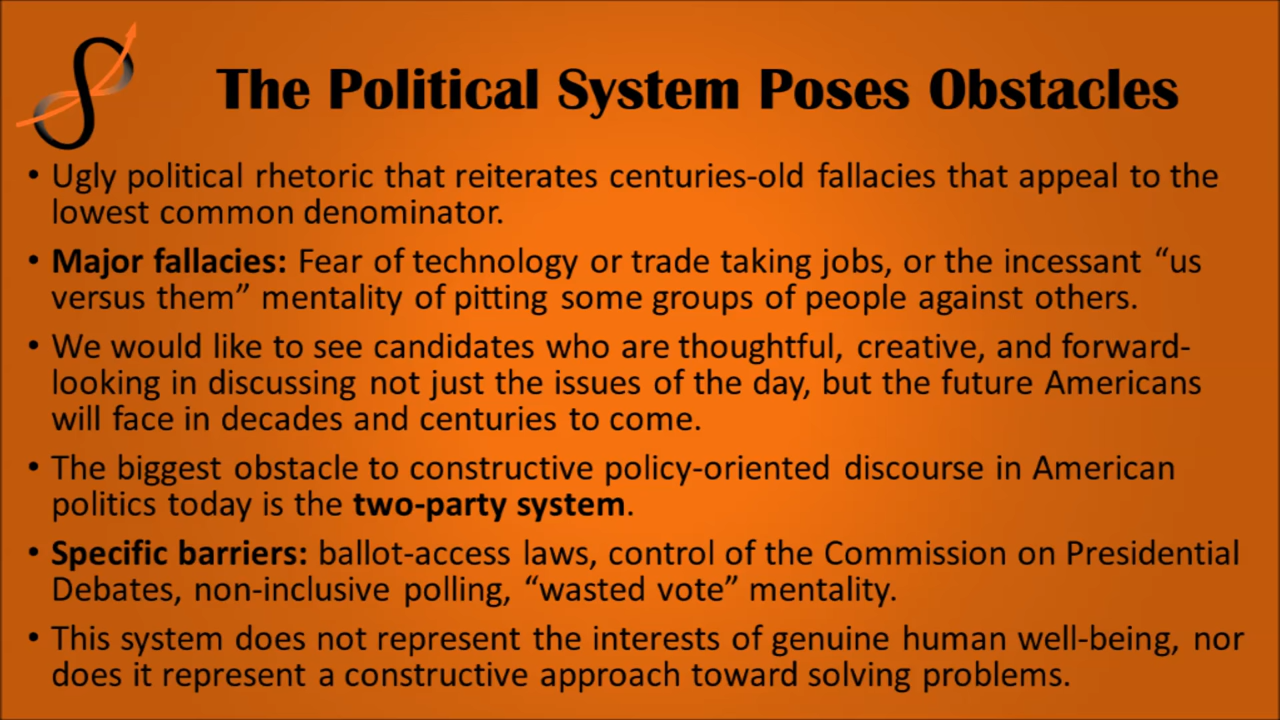 The Political System Poses Obstacles
• Ugly political rhetoric that reiterates centuries-old fallacies that appeal to the
lowest common denominator.
• Major fallacies: Fear of technology or trade taking jobs, or the incessant “us
versus them” mentality of pitting some groups of people against others.
• We would like to see candidates who are thoughtful, creative, and forward-
looking in discussing not just the issues of the day, but the future Americans
will face in decades and centuries to come.
• The biggest obstacle to constructive policy-oriented discourse in American
politics today is the two-party system.
• Specific barriers: ballot-access laws, control of the Commission on Presidential
Debates, non-inclusive polling, “wasted vote” mentality.
• This system does not represent the interests of genuine human well-being, nor
does it represent a constructive approach toward solving problems.